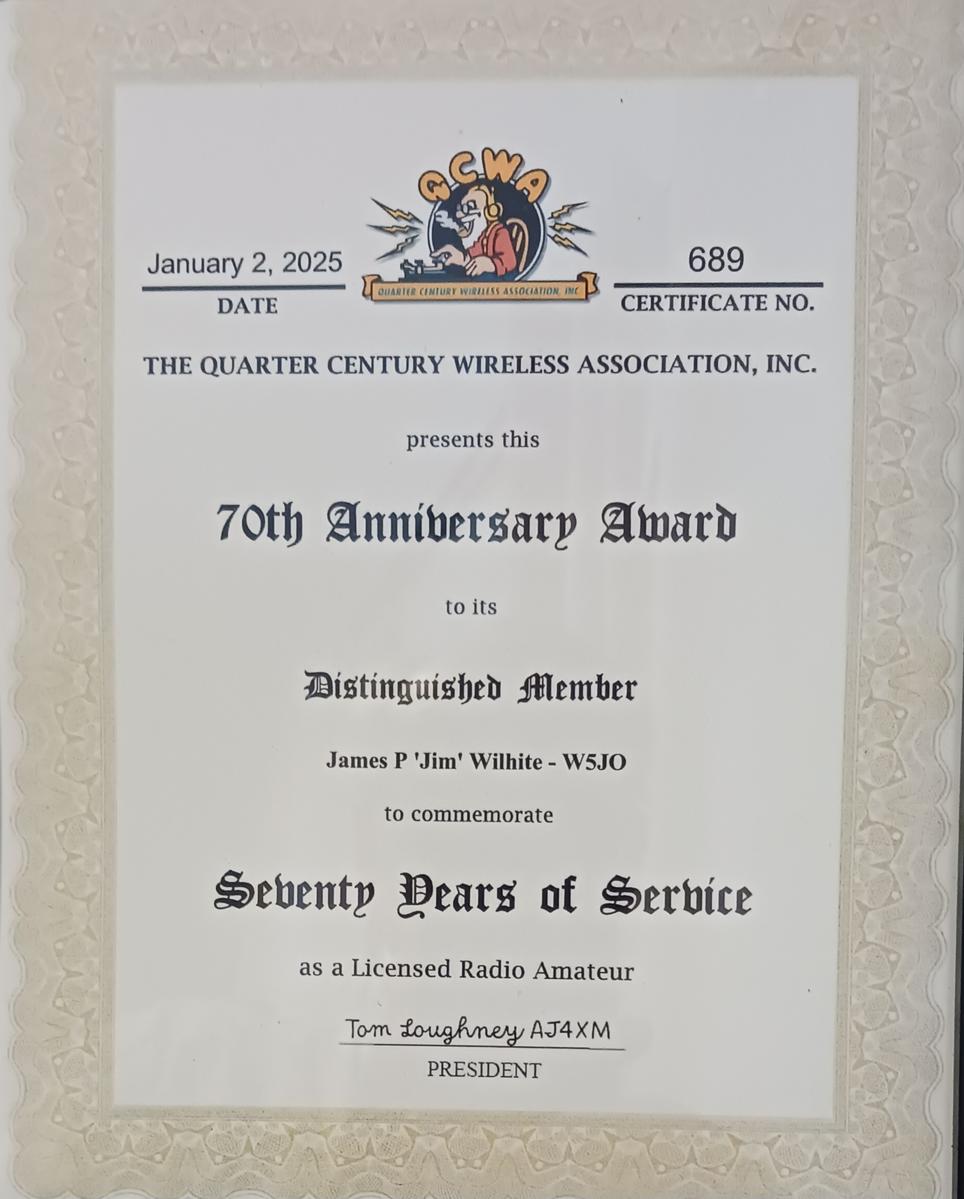 QCWA
QUARTER CENTURY WIRELESS ASSOCIATION, INC.
January 2, 2025
DATE
689
CERTIFICATE NO.
THE QUARTER CENTURY WIRELESS ASSOCIATION, INC.
presents this
70th Anniversary Award
to its
Distinguished Member
James P 'Jim' Wilhite - W5JO
to commemorate
Seventy Years of Service
as a Licensed Radio Amateur
Tom Loughney AJ4XM
PRESIDENT